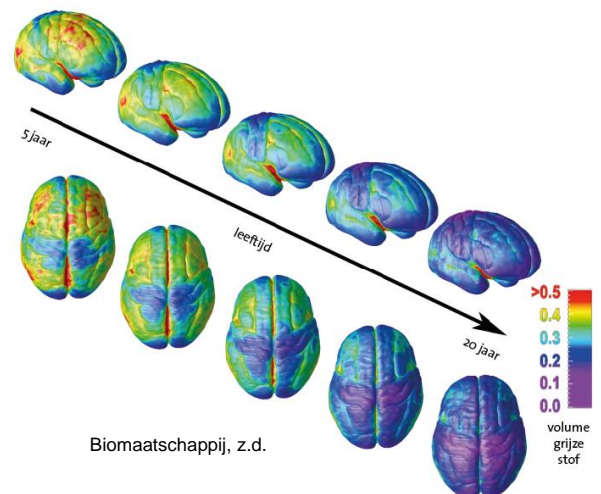 5 jaar
leeftijd
20 jaar
>0.5
0.4
0.3
0.2
0.1
0.0
volume
grijze
stof
Biomaatschappij, z.d.